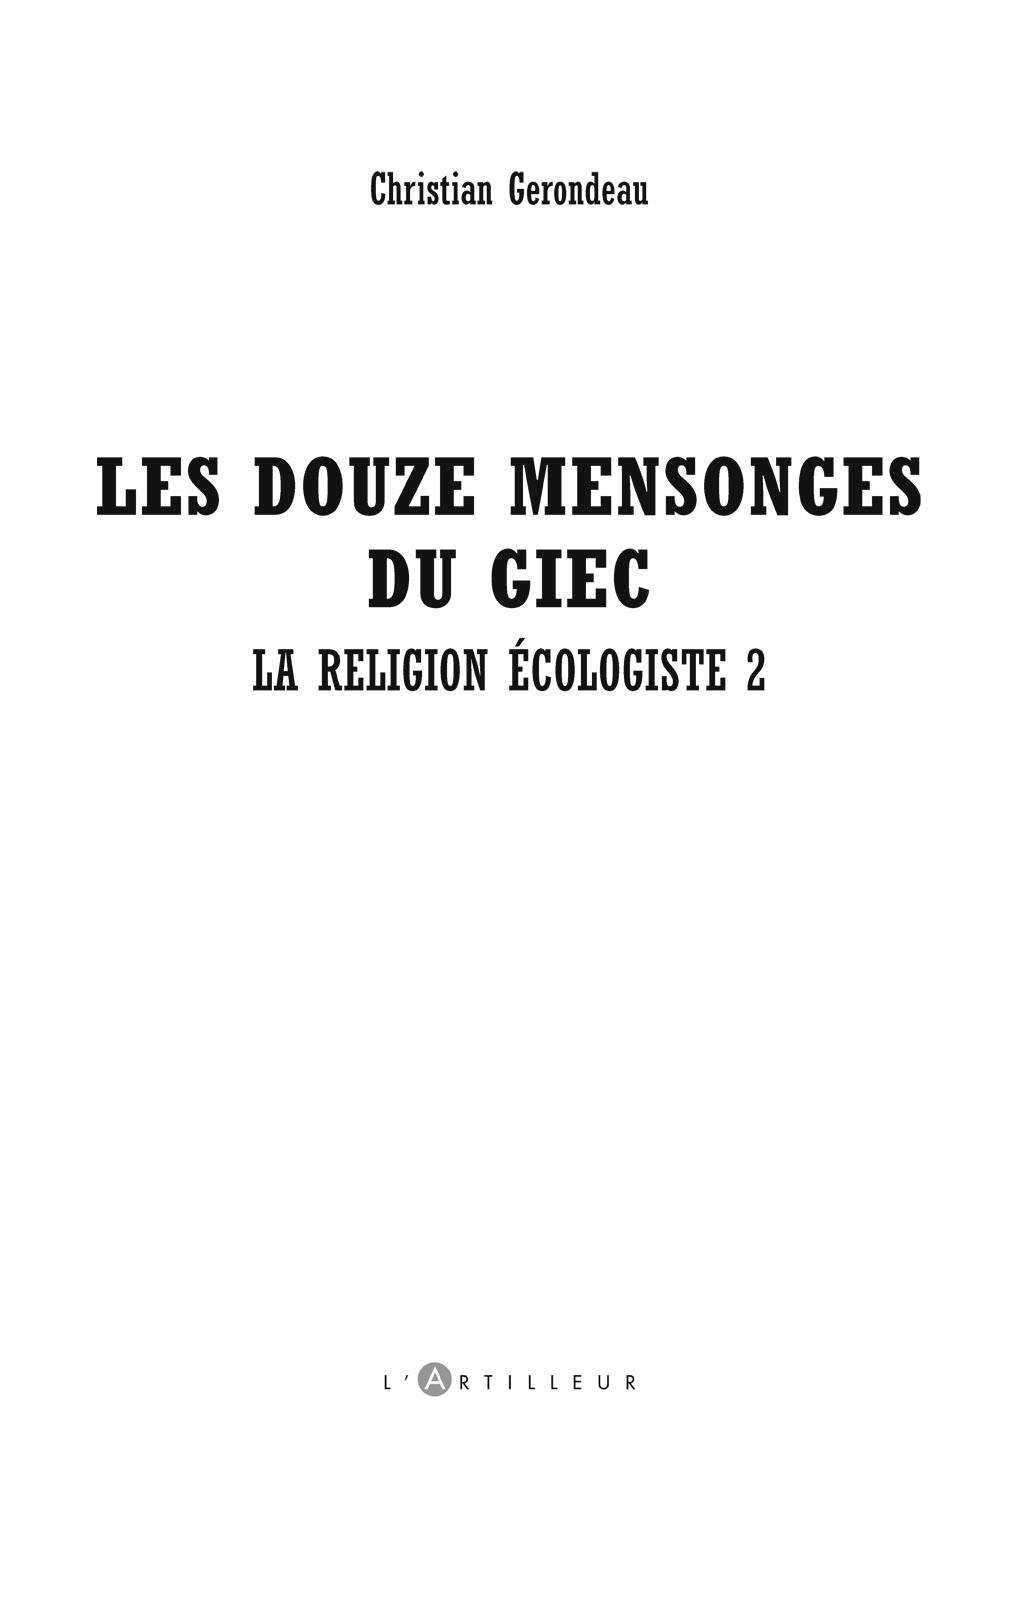 Christian Gerondeau
LES DOUZE MENSONGES
DU GIEC
LA RELIGION ÉCOLOGISTE 2
L'ARTILLEUR